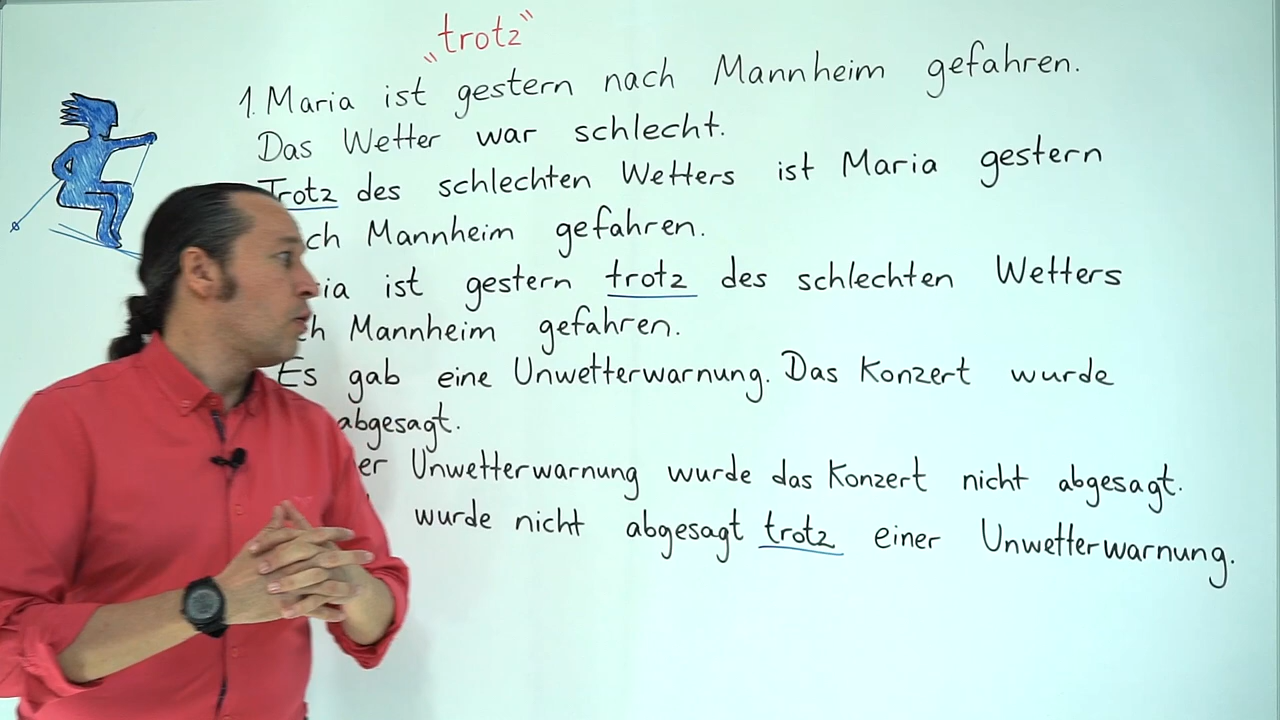 „trotz“
1. Maria ist gestern nach Mannheim gefahren.
Das Wetter war schlecht.
Trotz des schlechten Wetters ist Maria gestern
Mannheim gefahren.
ist gestern trotz des schlechten Wetters
Mannheim gefahren.
Es gab eine Unwetterwarnung. Das Konzert wurde
abgesagt.
Unwetterwarnung wurde das Konzert nicht abgesagt.
wurde nicht abgesagt trotz einer Unwetterwarnung.